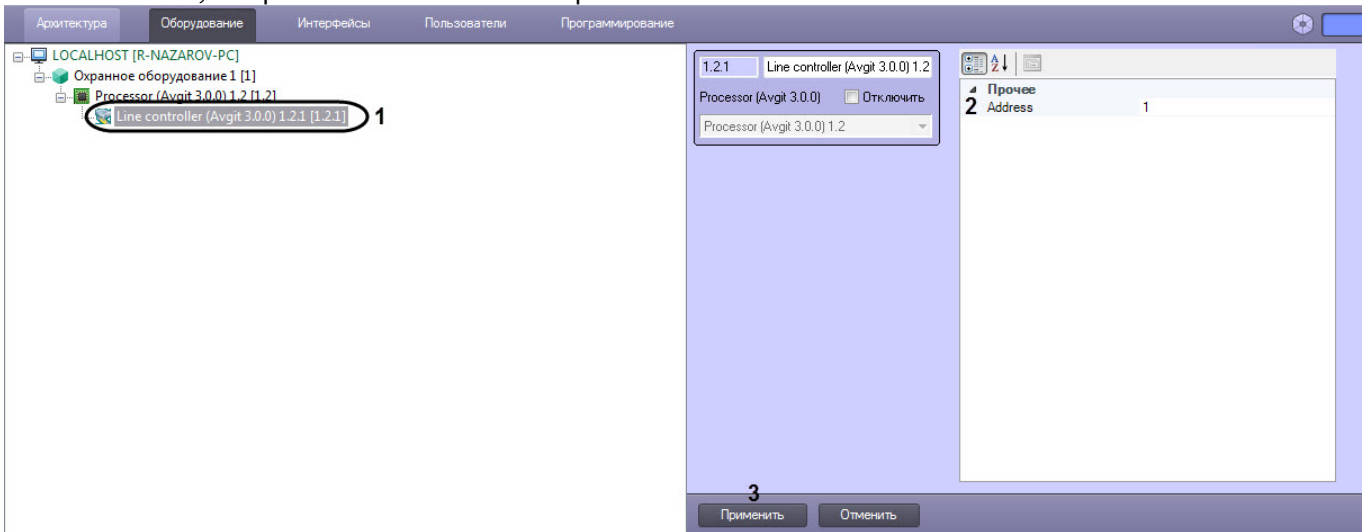 Архитектура Оборудование Интерфейсы Пользователи Программирование
LOCALHOST [R-NAZAROV-PC]
Охранное оборудование 1 [1]
Processor (Avgit 3.0.0) 1.2 [1.2]
Line controller (Avgit 3.0.0) 1.2.1 [1.2.1] 1
1.2.1 Line controller (Avgit 3.0.0) 1.2
Processor (Avgit 3.0.0) Отключить
Processor (Avgit 3.0.0) 1.2
Прочее
2 Address 1
3
Применить Отменить